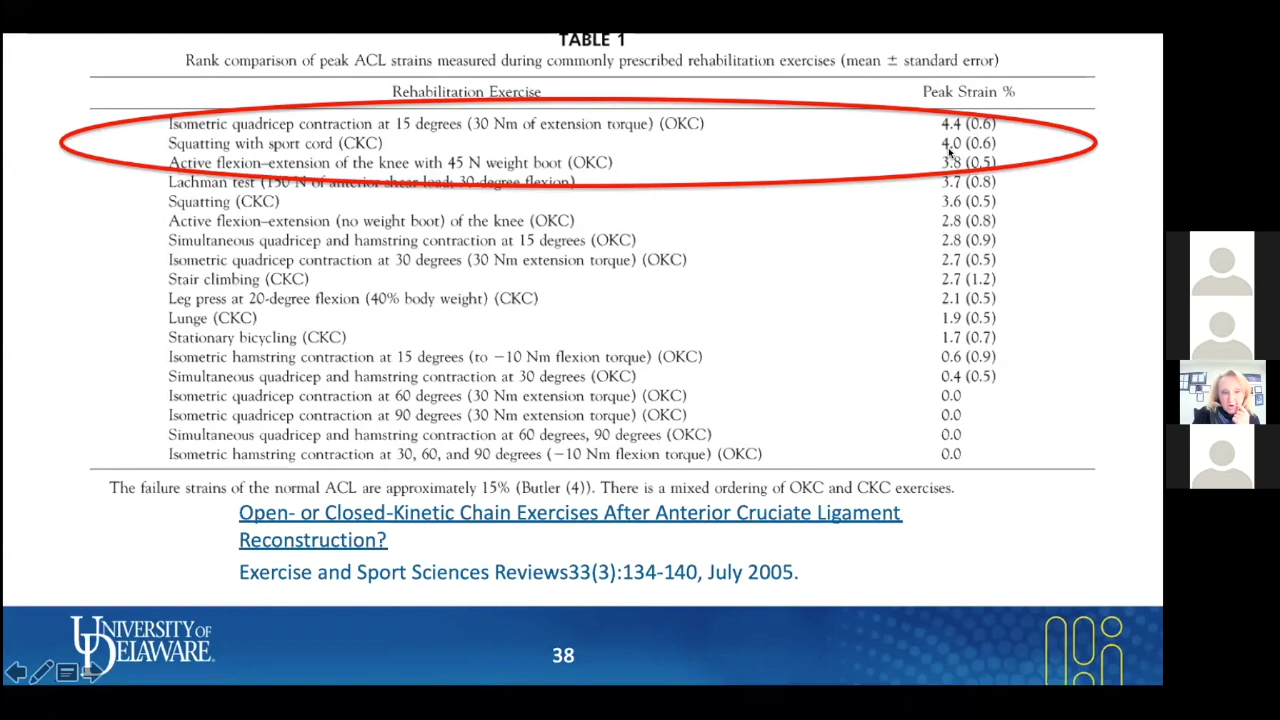 TABLE 1
Rank comparison of peak ACL strains measured during commonly prescribed rehabilitation exercises (mean ± standard error)
Rehabilitation Exercise Peak Strain %
Isometric quadricep contraction at 15 degrees (30 Nm of extension torque) (OKC) 4.4 (0.6)
Squatting with sport cord (CKC) 4.0 (0.6)
Active flexion–extension of the knee with 45 N weight boot (OKC) 3.8 (0.5)
Lachman test (150 N of anterior shear load; 30-degree flexion) 3.7 (0.8)
Squatting (CKC) 3.6 (0.5)
Active flexion–extension (no weight boot) of the knee (OKC) 2.8 (0.8)
Simultaneous quadricep and hamstring contraction at 15 degrees (OKC) 2.8 (0.9)
Isometric quadricep contraction at 30 degrees (30 Nm extension torque) (OKC) 2.7 (0.5)
Stair climbing (CKC) 2.7 (1.2)
Leg press at 20-degree flexion (40% body weight) (CKC) 2.1 (0.5)
Lunge (CKC) 1.9 (0.5)
Stationary bicycling (CKC) 1.7 (0.7)
Isometric hamstring contraction at 15 degrees (to −10 Nm flexion torque) (OKC) 0.6 (0.9)
Simultaneous quadricep and hamstring contraction at 30 degrees (OKC) 0.4 (0.5)
Isometric quadricep contraction at 60 degrees (30 Nm extension torque) (OKC) 0.0
Isometric quadricep contraction at 90 degrees (30 Nm extension torque) (OKC) 0.0
Simultaneous quadricep and hamstring contraction at 60 degrees, 90 degrees (OKC) 0.0
Isometric hamstring contraction at 30, 60, and 90 degrees (−10 Nm flexion torque) (OKC) 0.0
The failure strains of the normal ACL are approximately 15% (Butler (4)). There is a mixed ordering of OKC and CKC exercises.
Open- or Closed-Kinetic Chain Exercises After Anterior Cruciate Ligament
Reconstruction?
Exercise and Sport Sciences Reviews33(3):134-140, July 2005.
UNIVERSITY OF
DELAWARE.
38